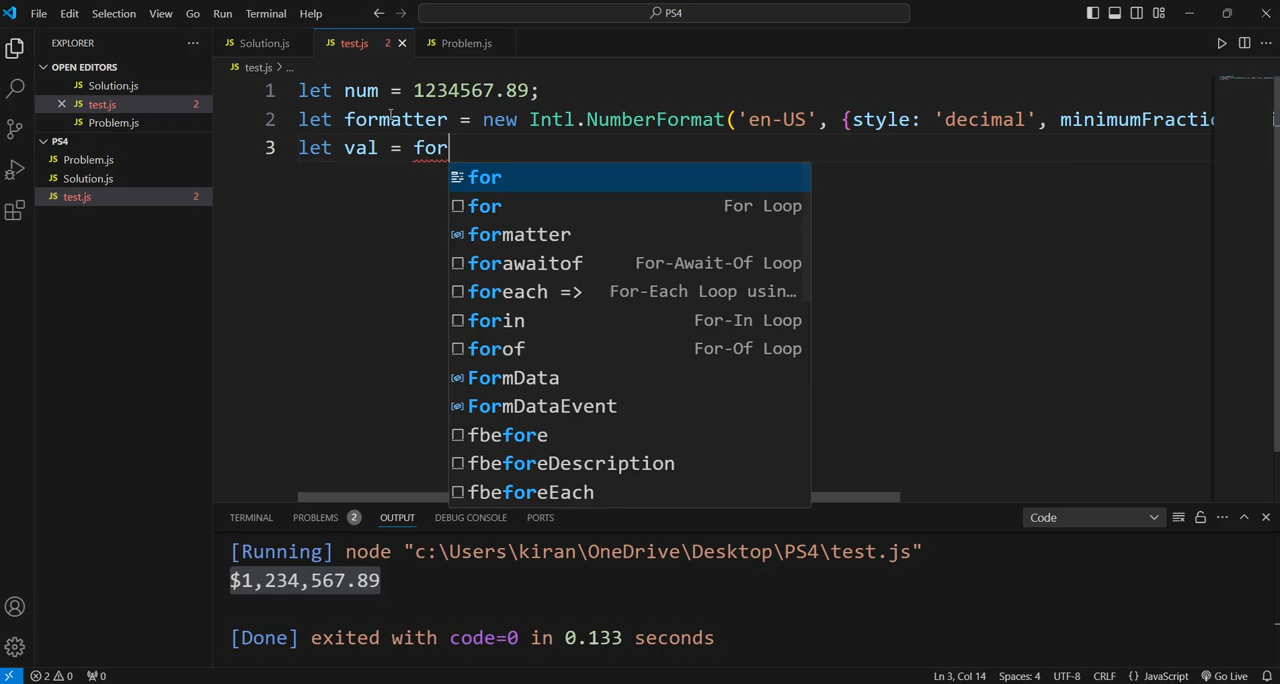 File Edit Selection View Go Run Terminal Help PS4
EXPLORER
OPEN EDITORS
Solution.js
test.js 2
Problem.js
PS4
Problem.js
Solution.js
test.js 2
Solution.js test.js 2 Problem.js
test.js > ...
1 let num = 1234567.89;
2 let formatter = new Intl.NumberFormat('en-US', {style: 'decimal', minimumFractic
3 let val = for
for
for For Loop
formatter
forawaitof For-Await-Of Loop
foreach => For-Each Loop usin…
forin For-In Loop
forof For-Of Loop
FormData
FormDataEvent
fbefore
fbeforeDescription
fbeforeEach
TERMINAL PROBLEMS 2 OUTPUT DEBUG CONSOLE PORTS Code
[Running] node "c:\Users\kiran\OneDrive\Desktop\PS4\test.js"
$1,234,567.89
[Done] exited with code=0 in 0.133 seconds
2 0 0 Ln 3, Col 14 Spaces: 4 UTF-8 CRLF {} JavaScript Go Live